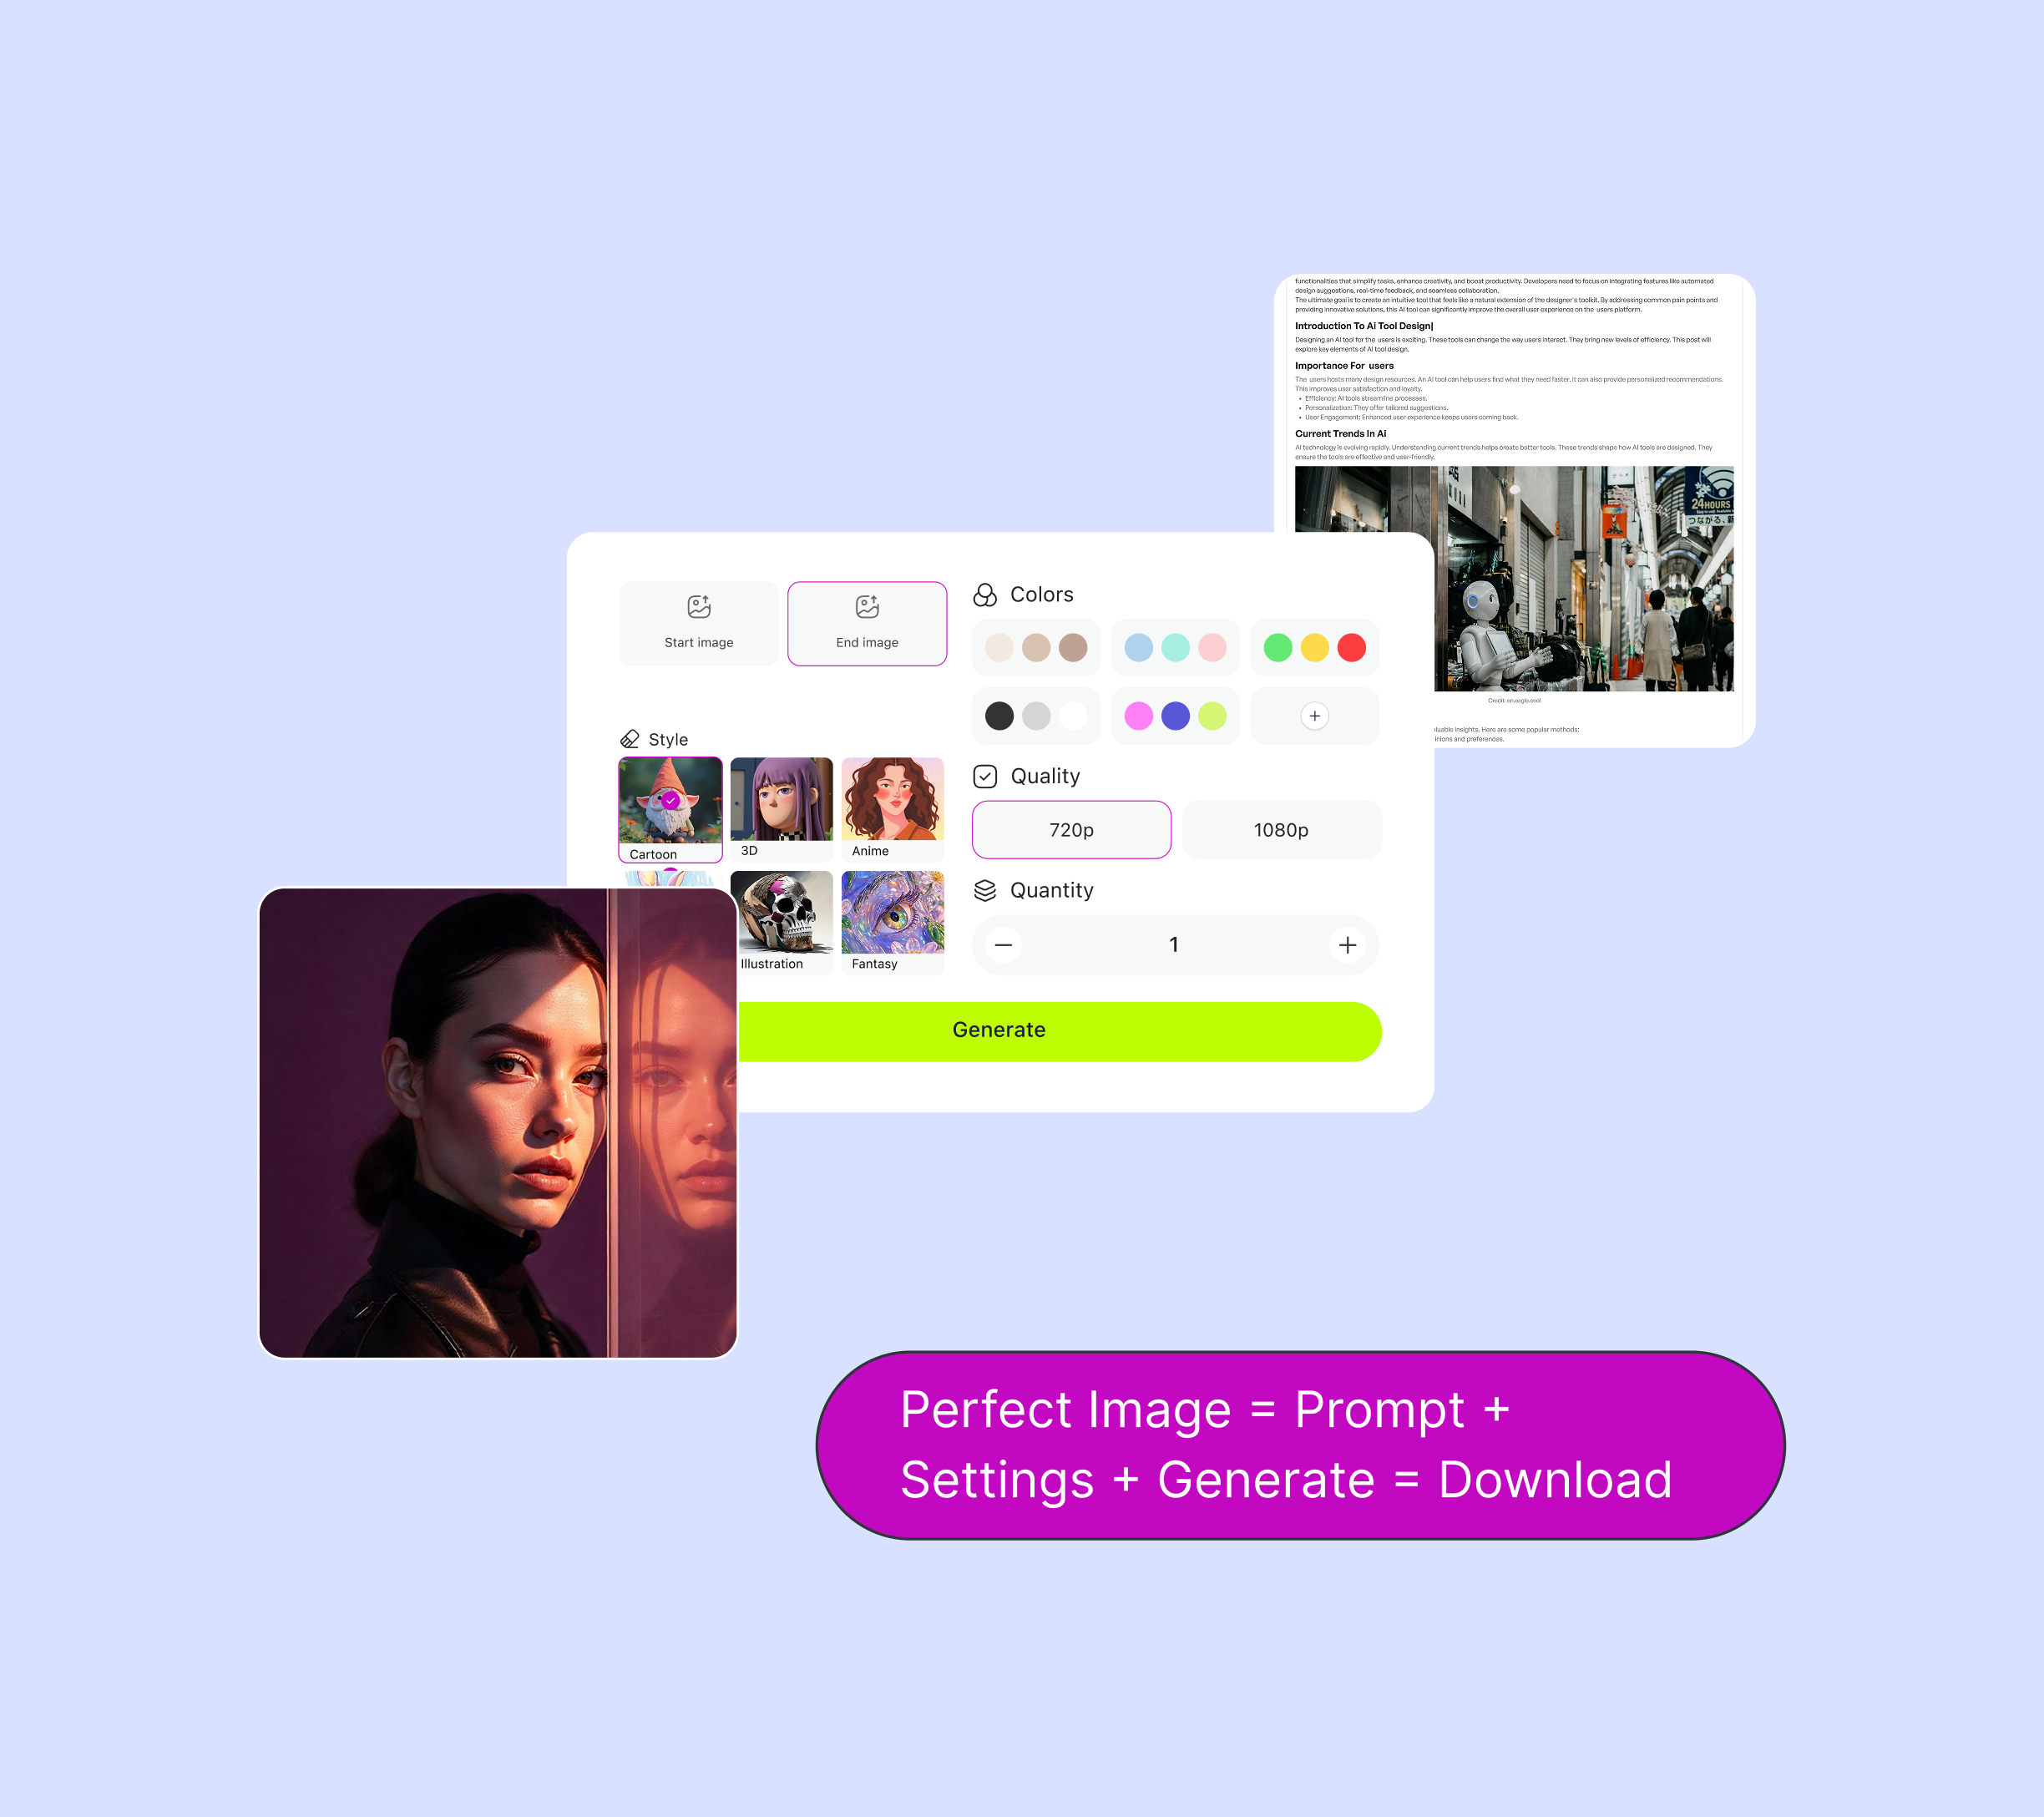 functionalities that simplify tasks, enhance creativity, and boost productivity. Developers need to focus on integrating features like automated
design suggestions, real-time feedback, and seamless collaboration.
The ultimate goal is to create an intuitive tool that feels like a natural extension of the designer's toolkit. By addressing common pain points and
providing innovative solutions, this AI tool can significantly improve the overall user experience on the users platform.
Introduction To Ai Tool Design
Designing an AI tool for the users is exciting. These tools can change the way users interact. They bring new levels of efficiency. This post will
explore key elements of AI tool design.
Importance For users
The users hosts many design resources. An AI tool can help users find what they need faster. It can also provide personalized recommendations.
This improves user satisfaction and loyalty.
• Efficiency: AI tools streamline processes.
• Personalization: They offer tailored suggestions.
• User Engagement: Enhanced user experience keeps users coming back.
Current Trends In Ai
AI technology is evolving rapidly. Understanding current trends helps create better tools. These trends shape how AI tools are designed. They
ensure the tools are effective and user-friendly.
24HOURS
つながる、新
Credit: en.eagle.cool
insights. Here are some popular methods:
and preferences.
Start image
End image
Style
Cartoon
3D
Anime
Illustration
Fantasy
Colors
Quality
720p
1080p
Quantity
1
Generate
Perfect Image = Prompt +
Settings + Generate = Download